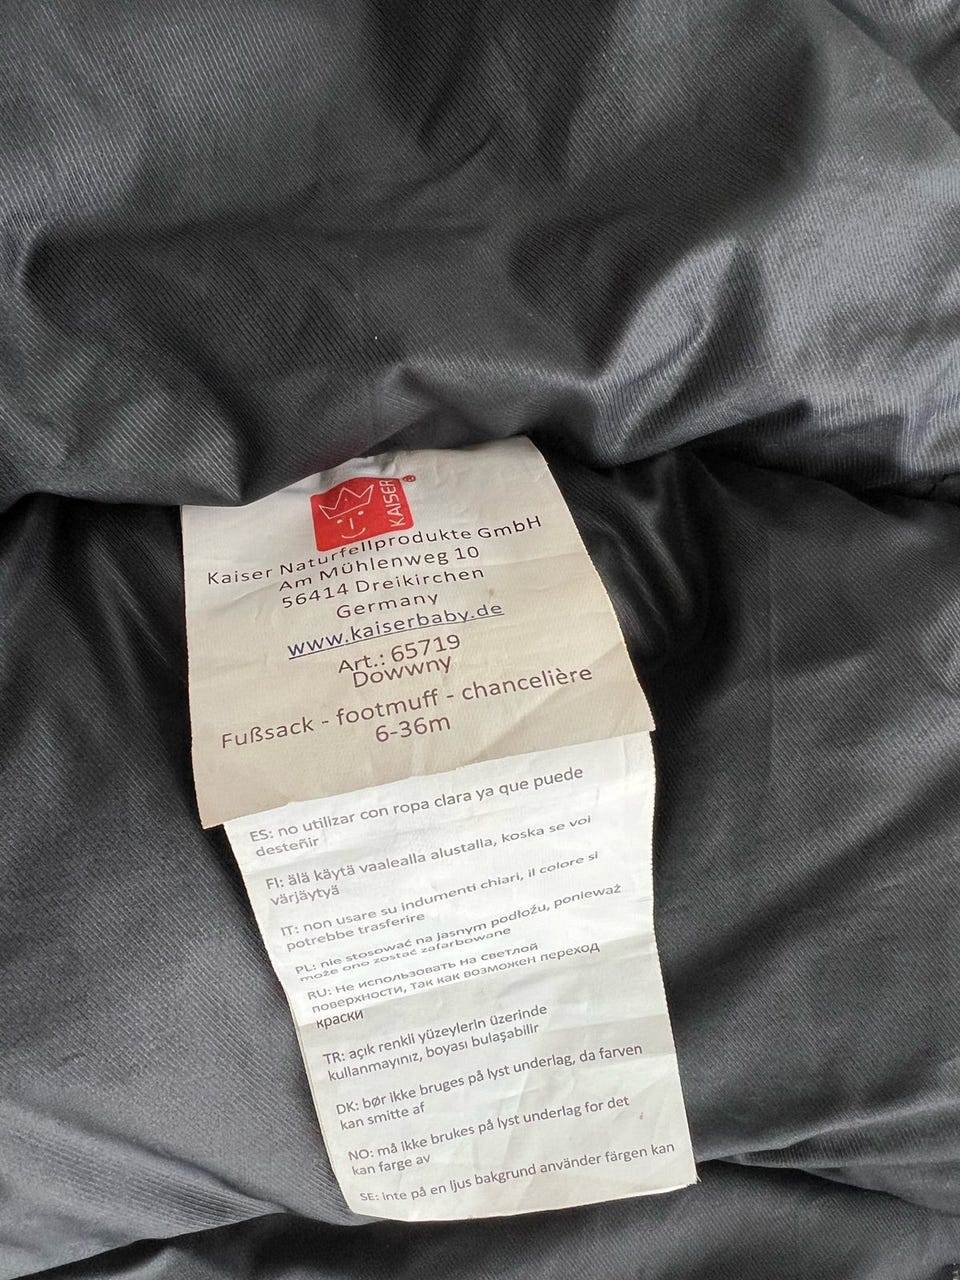 KAISER®
Kaiser Naturfellprodukte GmbH
Am Mühlenweg 10
56414 Dreikirchen
Germany
www.kaiserbaby.de
Art.: 65719
Dowwny
Fußsack - footmuff - chancelière
6-36m
ES: no utilizar con ropa clara ya que puede
desteñir
FI: älä käytä vaalealla alustalla, koska se voi
värjäytyä
IT: non usare su indumenti chiari, il colore si
potrebbe trasferire
PL: nie stosować na jasnym podłożu, ponieważ
może ono zostać zafarbowane
RU: Не использовать на светлой
поверхности, так как возможен переход
краски
TR: açık renkli yüzeylerin üzerinde
kullanmayınız, boyası bulaşabilir
DK: bør ikke bruges på lyst underlag, da farven
kan smitte af
NO: må ikke brukes på lyst underlag for det
kan farge av
SE: inte på en ljus bakgrund använder färgen kan